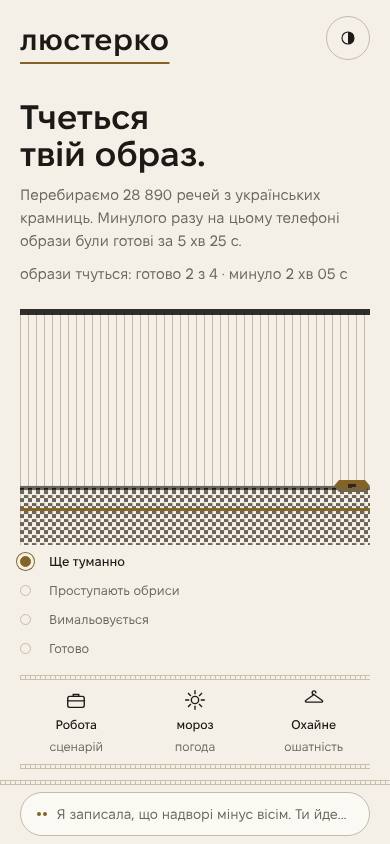 люстерко
Тчеться
твій образ.
Перебираємо 28 890 речей з українських
крамниць. Минулого разу на цьому телефоні
образи були готові за 5 хв 25 с.
образи тчуться: готово 2 з 4 · минуло 2 хв 05 с
Ще туманно
Проступають обриси
Вимальовується
Готово
Робота
сценарій
мороз
погода
Охайне
ошатність
Я записала, що надворі мінус вісім. Ти йде...